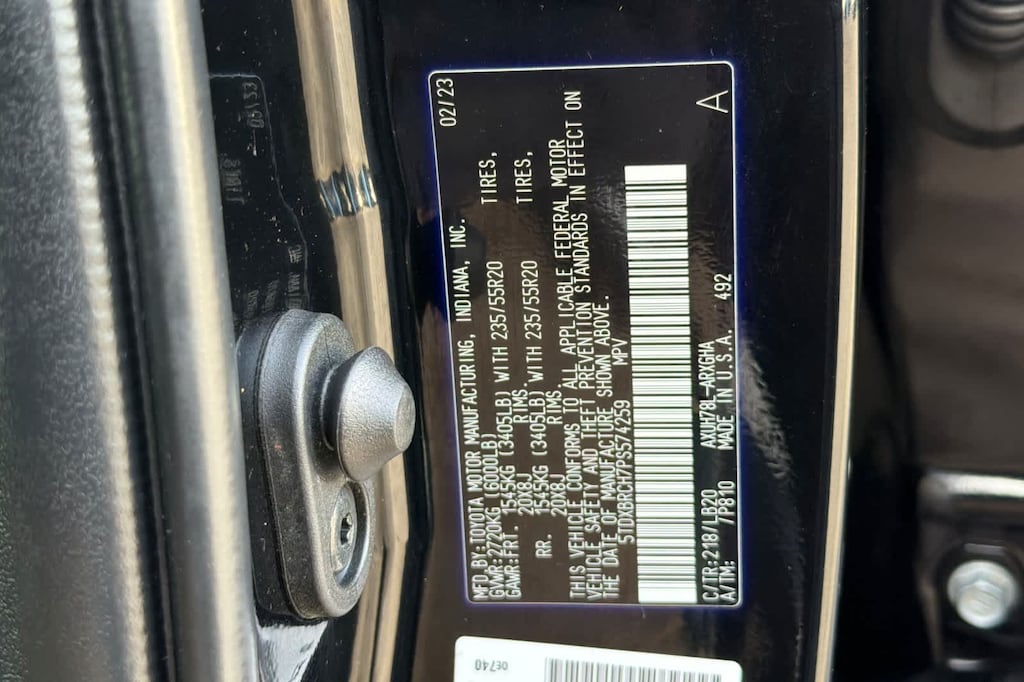 02/23
MFD.BY:TOYOTA MOTOR MANUFACTURING, INDIANA, INC.
GVWR:2720KG (6000LB)
GAWR:FRT. 1545KG (3405LB) WITH 235/55R20 TIRES,
20X8J RIMS.
RR. 1545KG (3405LB) WITH 235/55R20 TIRES,
20X8J RIMS.
THIS VEHICLE CONFORMS TO ALL APPLICABLE FEDERAL MOTOR
VEHICLE SAFETY AND THEFT PREVENTION STANDARDS IN EFFECT ON
THE DATE OF MANUFACTURE SHOWN ABOVE.
5TDXBRCH7PS574259 MPV
C/TR:218/LB20 AXUH78L-ARXGHA
A/TM: /7P810 MADE IN U.S.A. 492
A
0E740